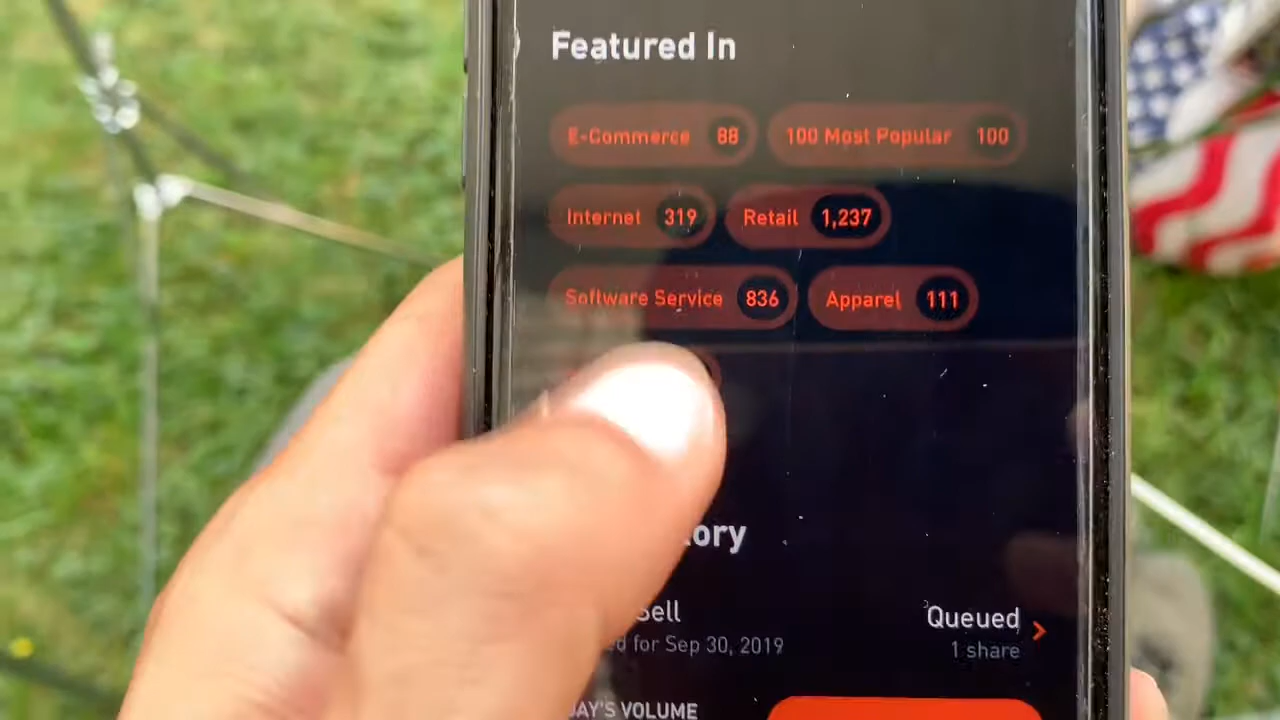 Featured In
E-Commerce 88 100 Most Popular 100
Internet 319 Retail 1,237
Software Service 836 Apparel 111
ory
Sell
Queued
ed for Sep 30, 2019
1 share
AY'S VOLUME